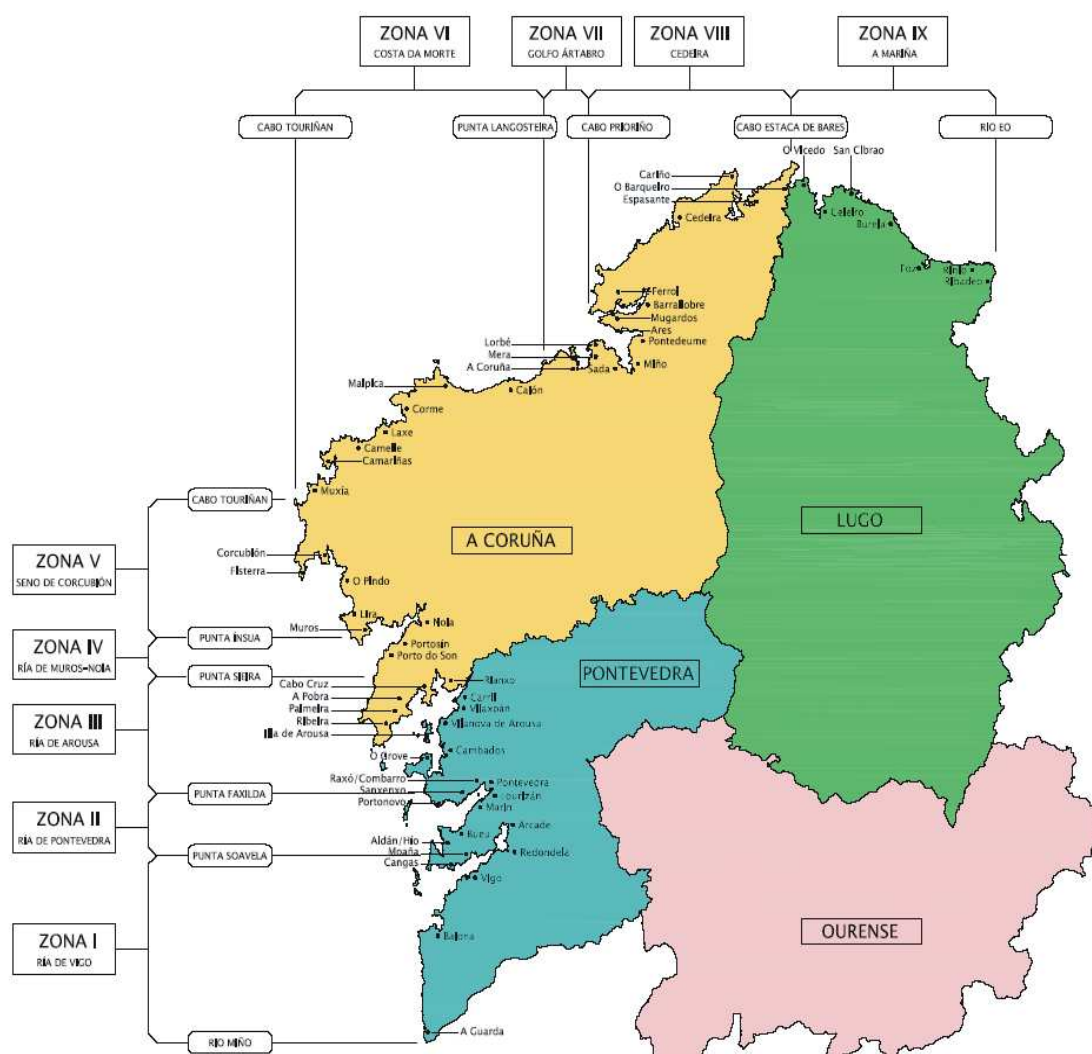 ZONA VI
COSTA DA MORTE
ZONA VII
GOLFO ÁRTABRO
ZONA VIII
CEDEIRA
ZONA IX
A MARIÑA
CABO TOURIÑAN
PUNTA LANGOSTEIRA
CABO PRIORIÑO
CABO ESTACA DE BARES
RÍO EO
O Vicedo
San Cibrao
Cariño
O Barqueiro
Espasante
Cedeira
Celeiro
Burela
Foz
Rinlo
Ribadeo
Ferrol
Barallobre
Mugardos
Ares
Pontedeume
Lorbé
Mera
A Coruña
Sada
Miño
Malpica
Caión
Corme
Laxe
Camelle
Camariñas
Muxía
CABO TOURIÑAN
A CORUÑA
LUGO
ZONA V
SENO DE CORCUBIÓN
Corcubión
Fisterra
O Pindo
Lira
Noia
Muros
PUNTA ÍNSUA
ZONA IV
RÍA DE MUROS-NOIA
Portosín
Porto do Son
PONTEVEDRA
PUNTA SIEIRA
Cabo Cruz
Rianxo
A Pobra
Carril
Palmeira
Vilaxoán
ZONA III
RÍA DE AROUSA
Ribeira
Vilanova de Arousa
Illa de Arousa
Cambados
O Grove
Raxó/Combarro
Pontevedra
PUNTA FAXILDA
Sanxenxo
Lourizán
Portonovo
Marín
ZONA II
RÍA DE PONTEVEDRA
Bueu
Arcade
Aldán/Hío
Moaña
Redondela
PUNTA SOAVELA
Cangas
Vigo
ZONA I
RÍA DE VIGO
Baiona
OURENSE
A Guarda
RIO MIÑO